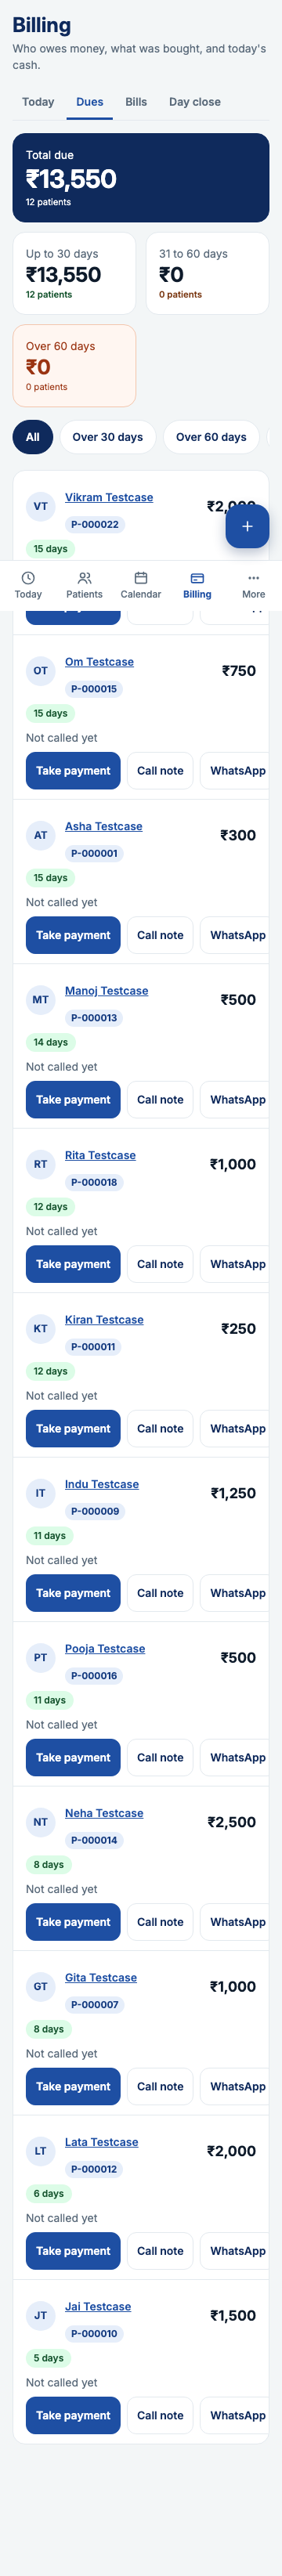 Billing
Who owes money, what was bought, and today's
cash.
Today Dues Bills Day close
Total due
₹13,550
12 patients
Up to 30 days
₹13,550
12 patients
31 to 60 days
₹0
0 patients
Over 60 days
₹0
0 patients
All Over 30 days Over 60 days
VT Vikram Testcase
P-000022
15 days
+
Today Patients Calendar Billing More
OT Om Testcase ₹750
P-000015
15 days
Not called yet
Take payment Call note WhatsApp
AT Asha Testcase ₹300
P-000001
15 days
Not called yet
Take payment Call note WhatsApp
MT Manoj Testcase ₹500
P-000013
14 days
Not called yet
Take payment Call note WhatsApp
RT Rita Testcase ₹1,000
P-000018
12 days
Not called yet
Take payment Call note WhatsApp
KT Kiran Testcase ₹250
P-000011
12 days
Not called yet
Take payment Call note WhatsApp
IT Indu Testcase ₹1,250
P-000009
11 days
Not called yet
Take payment Call note WhatsApp
PT Pooja Testcase ₹500
P-000016
11 days
Not called yet
Take payment Call note WhatsApp
NT Neha Testcase ₹2,500
P-000014
8 days
Not called yet
Take payment Call note WhatsApp
GT Gita Testcase ₹1,000
P-000007
8 days
Not called yet
Take payment Call note WhatsApp
LT Lata Testcase ₹2,000
P-000012
6 days
Not called yet
Take payment Call note WhatsApp
JT Jai Testcase ₹1,500
P-000010
5 days
Not called yet
Take payment Call note WhatsApp